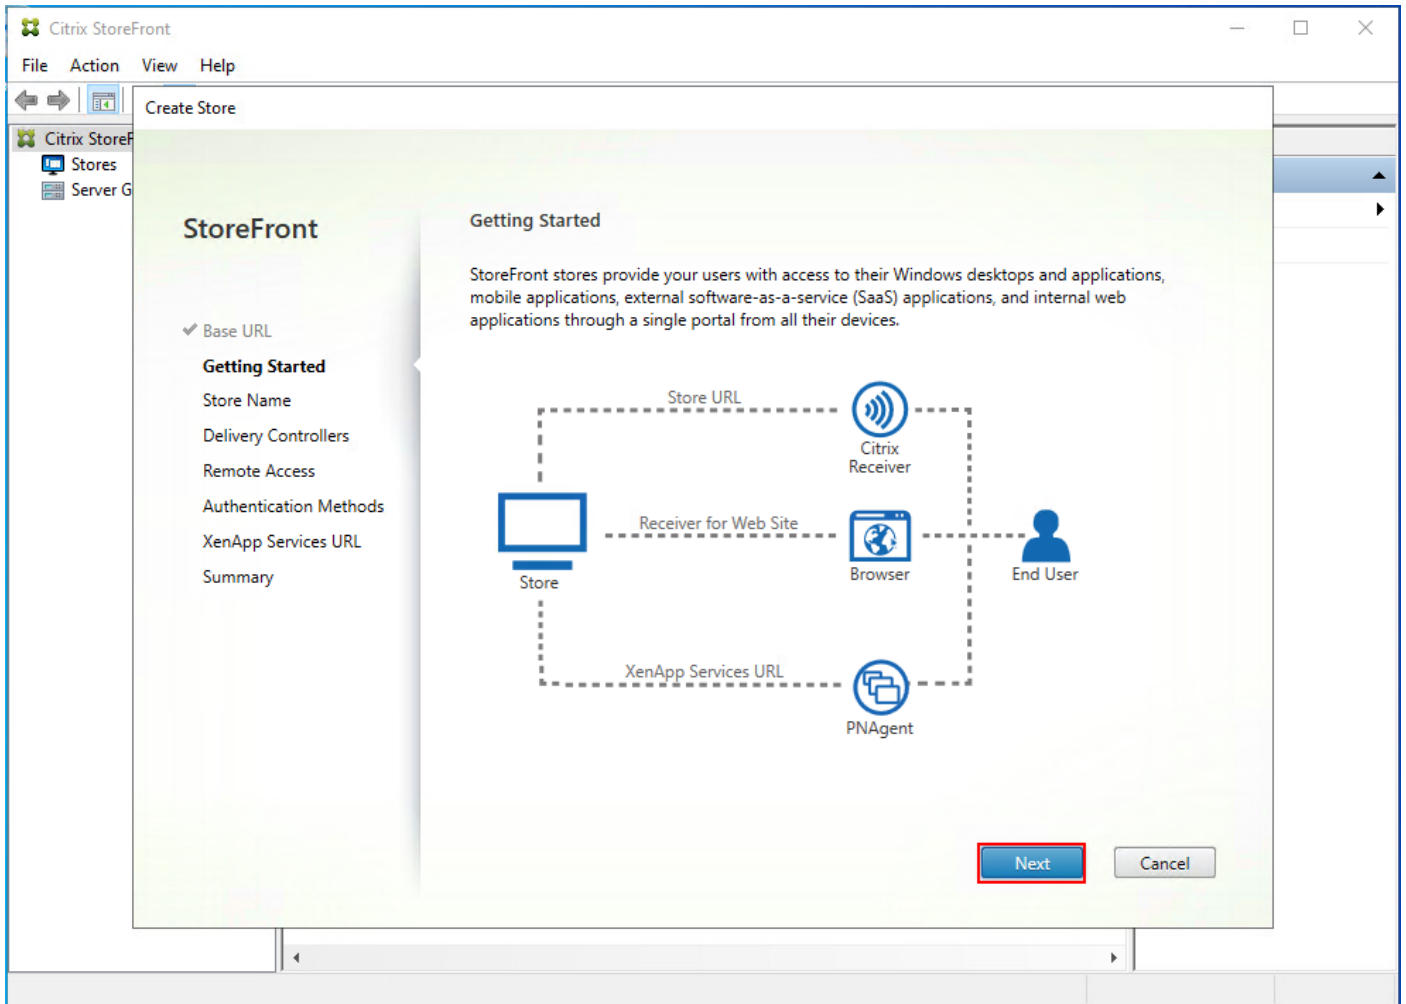 Citrix StoreFront
File Action View Help
Create Store
Citrix StoreF
Stores
Server G
StoreFront
Base URL
Getting Started
Store Name
Delivery Controllers
Remote Access
Authentication Methods
XenApp Services URL
Summary
Getting Started
StoreFront stores provide your users with access to their Windows desktops and applications,
mobile applications, external software-as-a-service (SaaS) applications, and internal web
applications through a single portal from all their devices.
Store URL
Citrix
Receiver
Receiver for Web Site
Store
Browser
End User
XenApp Services URL
PNAgent
Next Cancel